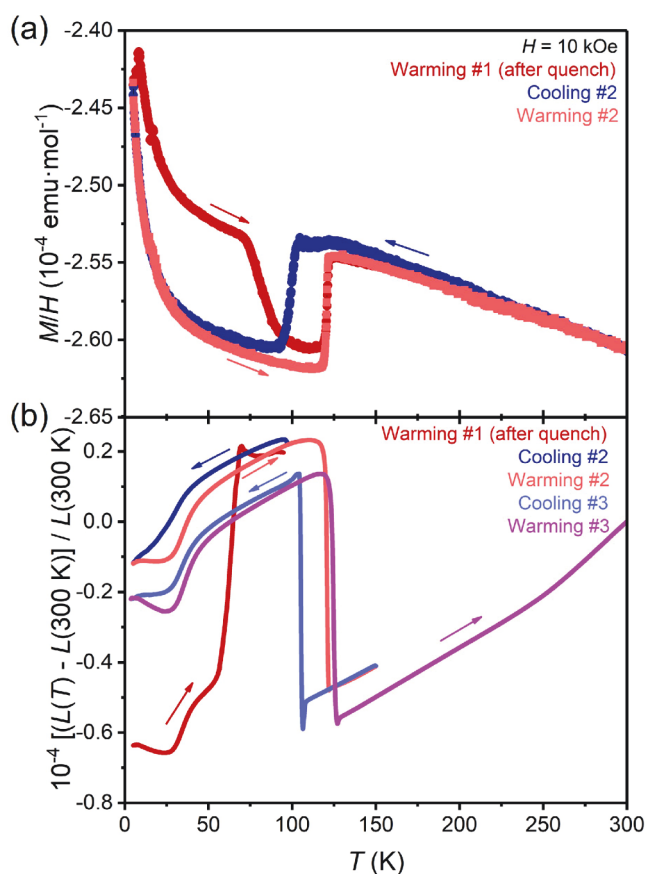 (a)
-2.40
-2.45
-2.50
-2.55
-2.60
-2.65
M/H (10⁻⁴ emu·mol⁻¹)
H = 10 kOe
Warming #1 (after quench)
Cooling #2
Warming #2
(b)
0.2
0.0
-0.2
-0.4
-0.6
-0.8
10⁻⁴ [(L(T) - L(300 K)] / L(300 K)
Warming #1 (after quench)
Cooling #2
Warming #2
Cooling #3
Warming #3
0 50 100 150 200 250 300
T (K)